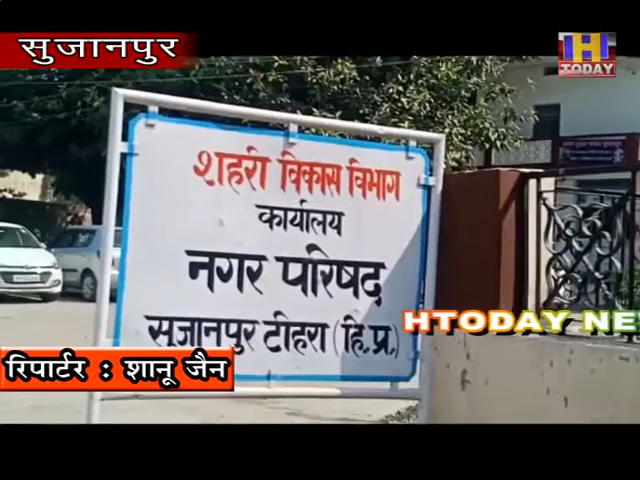 सुजानपुर
H
TODAY
शहरी विकास विभाग
कार्यालय
नगर परिषद
सुजानपुर टीहरा (हि.प्र.)
HTODAY NE
रिपार्टर : शानू जैन